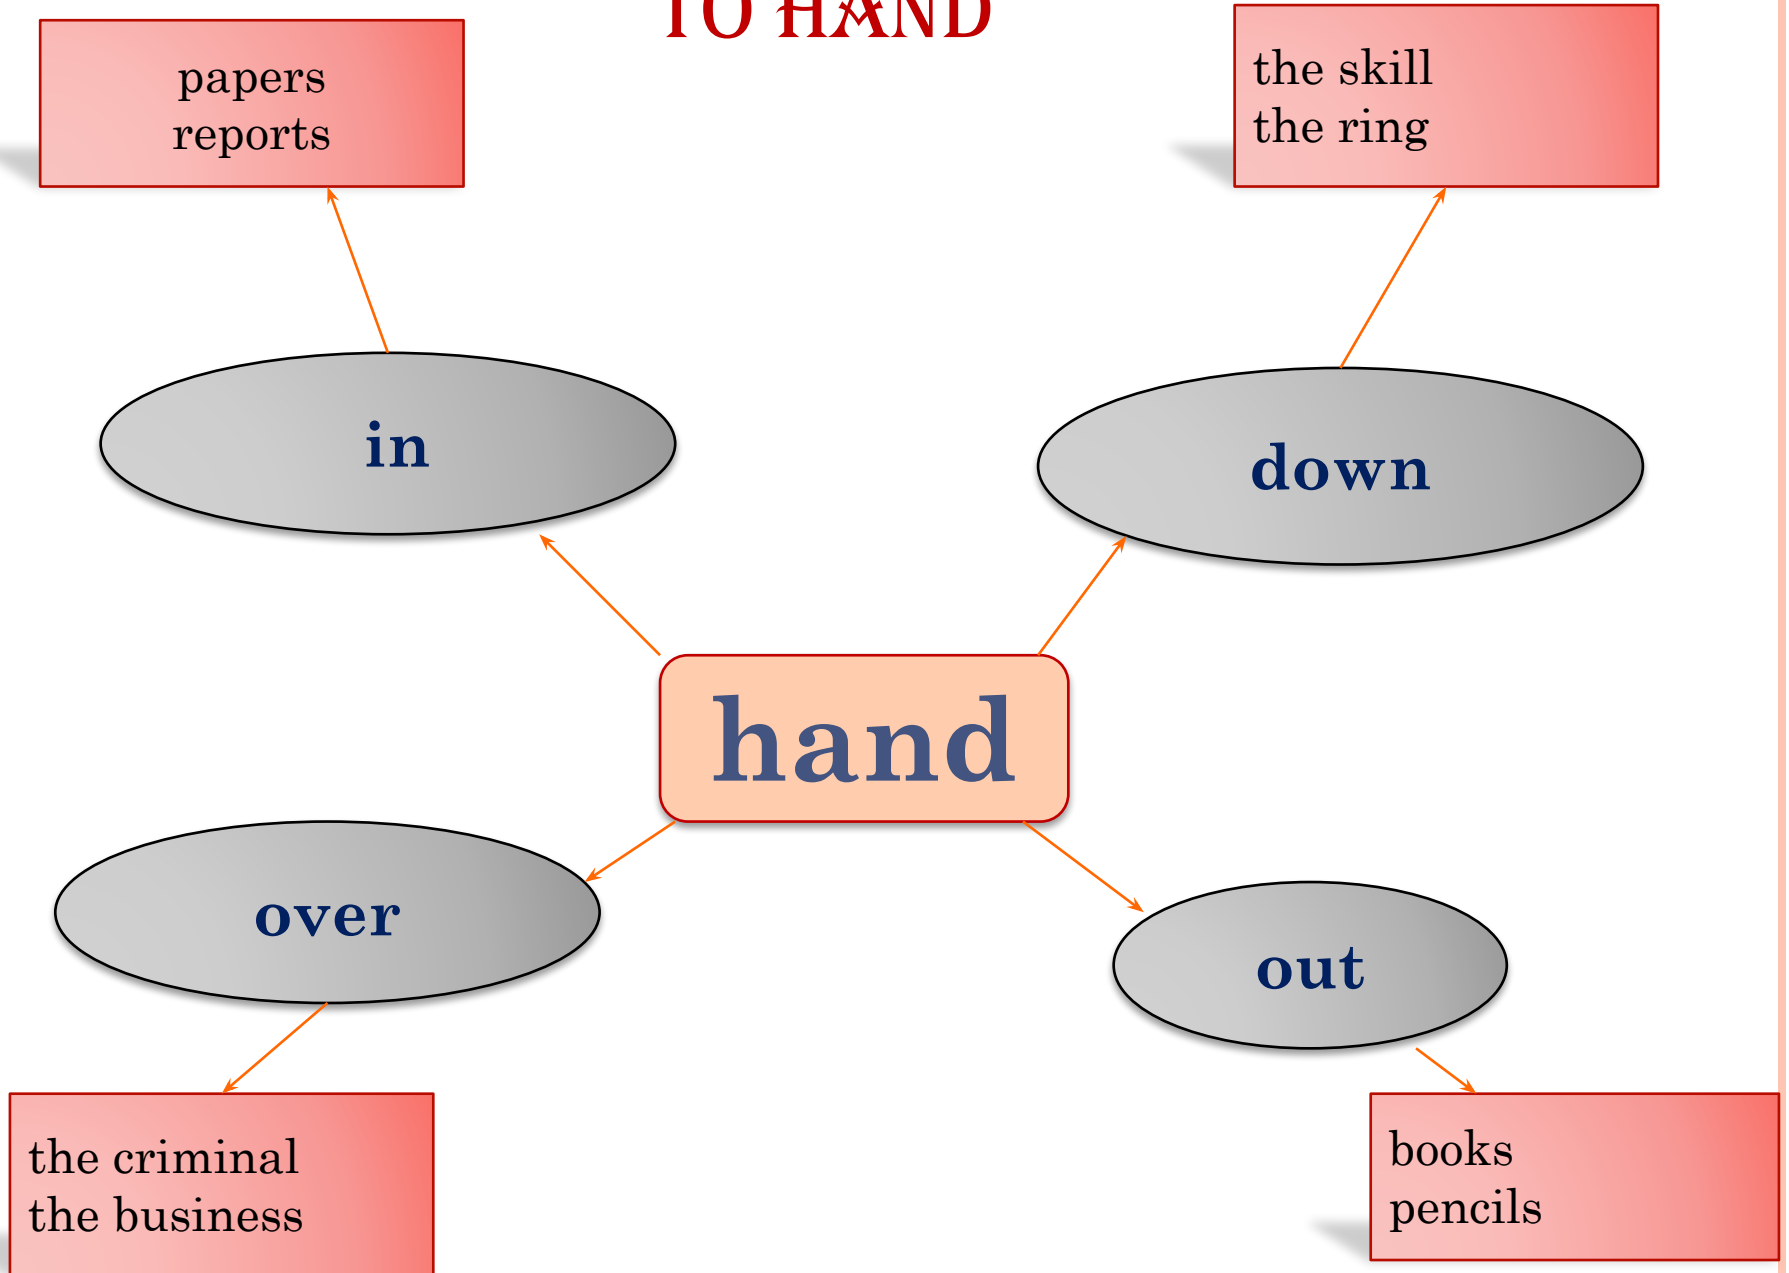 TO HAND
papers
reports
the skill
the ring
in
down
hand
over
out
the criminal
the business
books
pencils